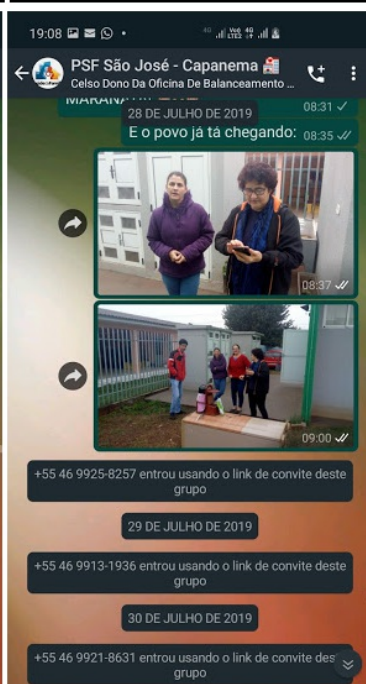 19:08
PSF São José - Capanema
Celso Dono Da Oficina De Balanceamento ...
08:31
28 DE JULHO DE 2019
E o povo já tá chegando: 08:35
08:37
09:00
+55 46 9925-8257 entrou usando o link de convite deste
grupo
29 DE JULHO DE 2019
+55 46 9913-1936 entrou usando o link de convite deste
grupo
30 DE JULHO DE 2019
+55 46 9921-8631 entrou usando o link de convite
grupo